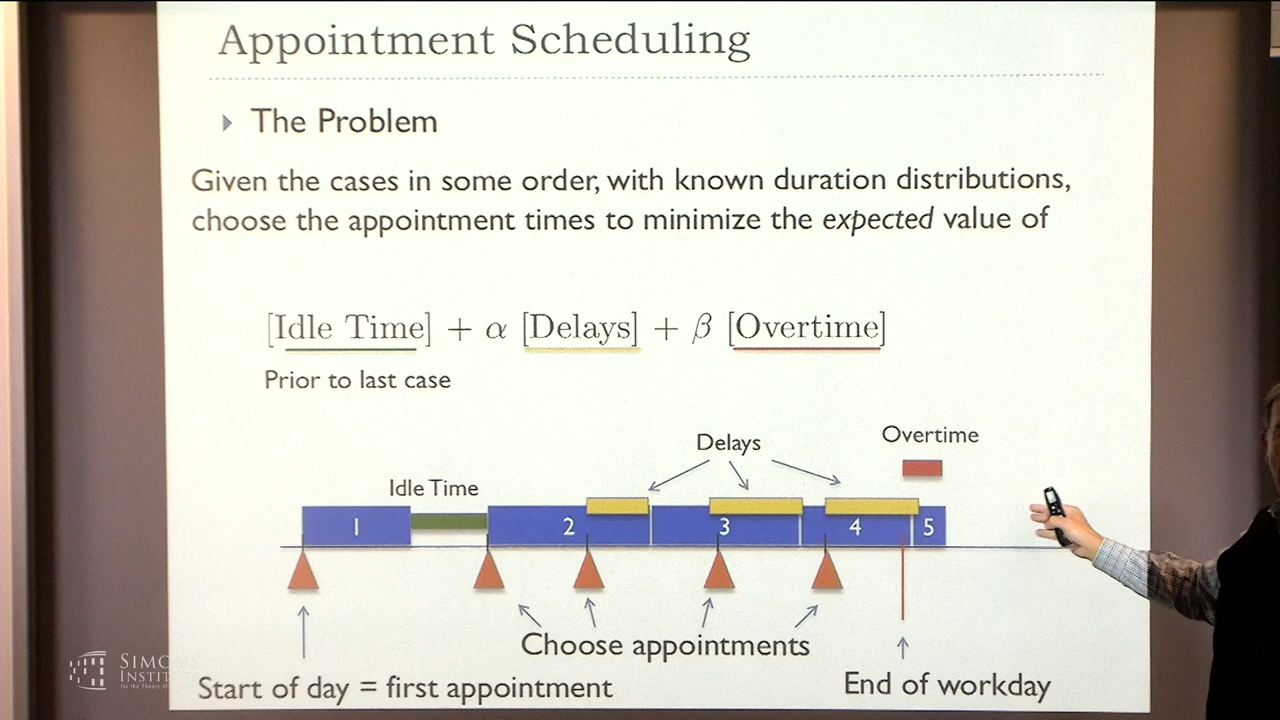 Appointment Scheduling
The Problem
Given the cases in some order, with known duration distributions,
choose the appointment times to minimize the expected value of
[Idle Time] + α [Delays] + β [Overtime]
Prior to last case
Delays
Overtime
Idle Time
1 2 3 4 5
Choose appointments
Start of day = first appointment
End of workday